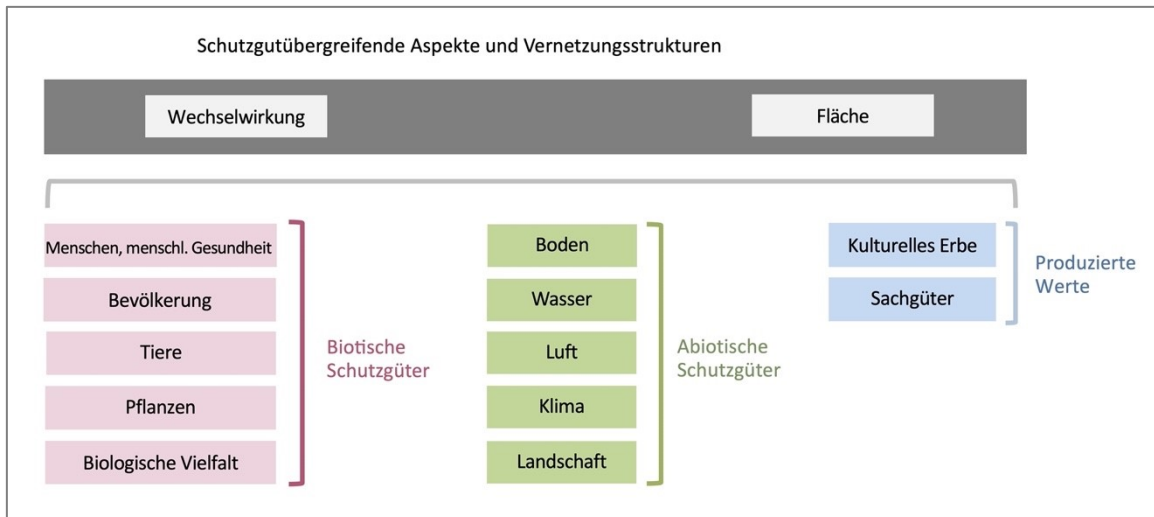 Schutzgutübergreifende Aspekte und Vernetzungsstrukturen
Wechselwirkung
Fläche
Menschen, menschl. Gesundheit
Bevölkerung
Tiere
Pflanzen
Biologische Vielfalt
Biotische
Schutzgüter
Boden
Wasser
Luft
Klima
Landschaft
Abiotische
Schutzgüter
Kulturelles Erbe
Sachgüter
Produzierte
Werte